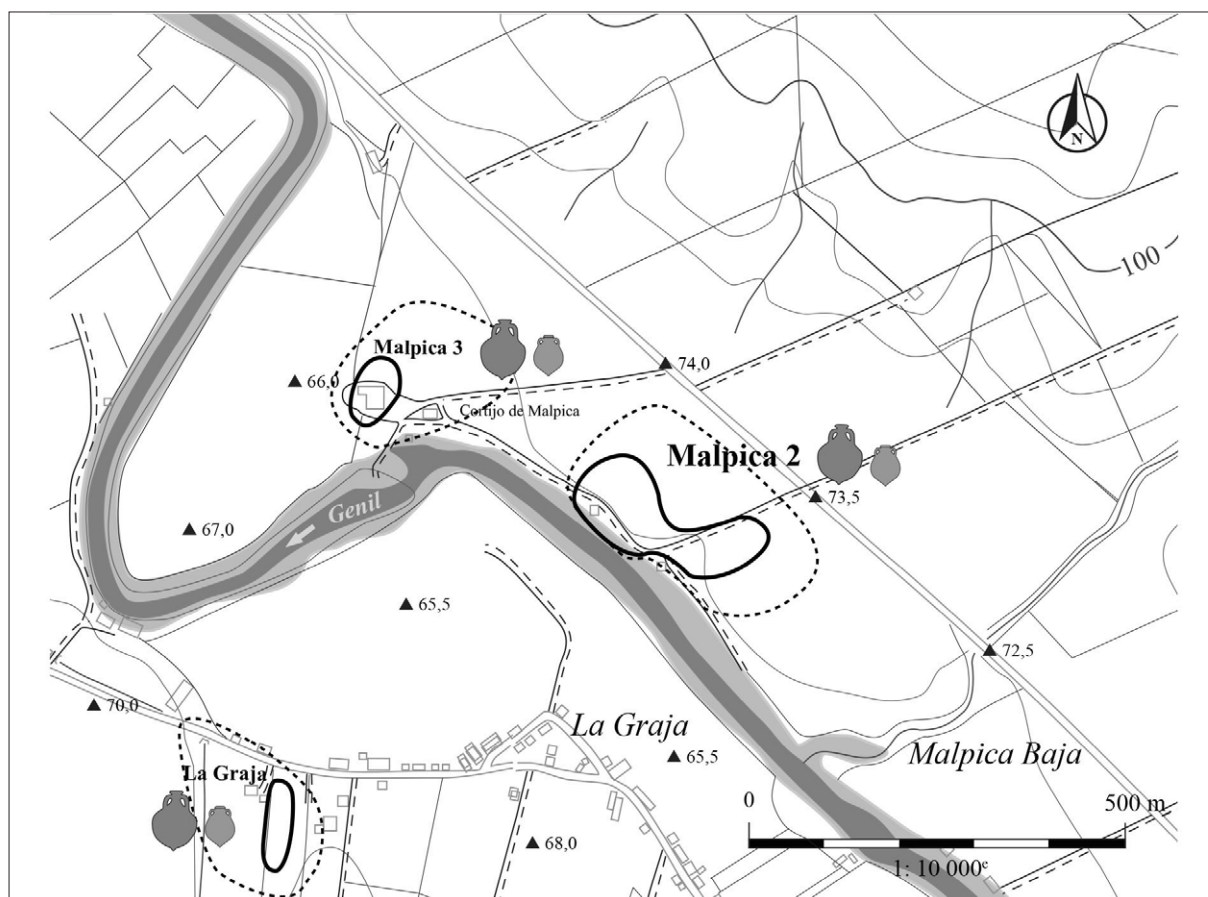 N
100
74,0
Malpica 3
66,0
Cortijo de Malpica
Malpica 2
73,5
Genil
67,0
65,5
72,5
70,0
La Graja
65,5
Malpica Baja
La Graja
0
500 m
68,0
1: 10 000ᵉ